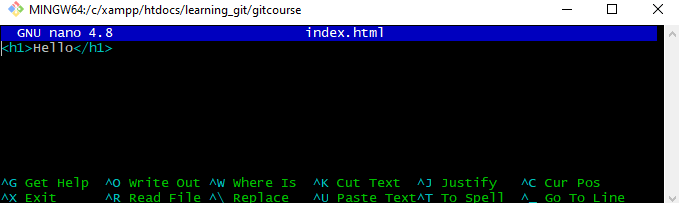 MINGW64:/c/xampp/htdocs/learning_git/gitcourse
GNU nano 4.8 index.html
<h1>Hello</h1>
^G Get Help ^O Write Out ^W Where Is ^K Cut Text ^J Justify ^C Cur Pos
^X Exit ^R Read File ^\ Replace ^U Paste Text^T To Spell ^_ Go To Line